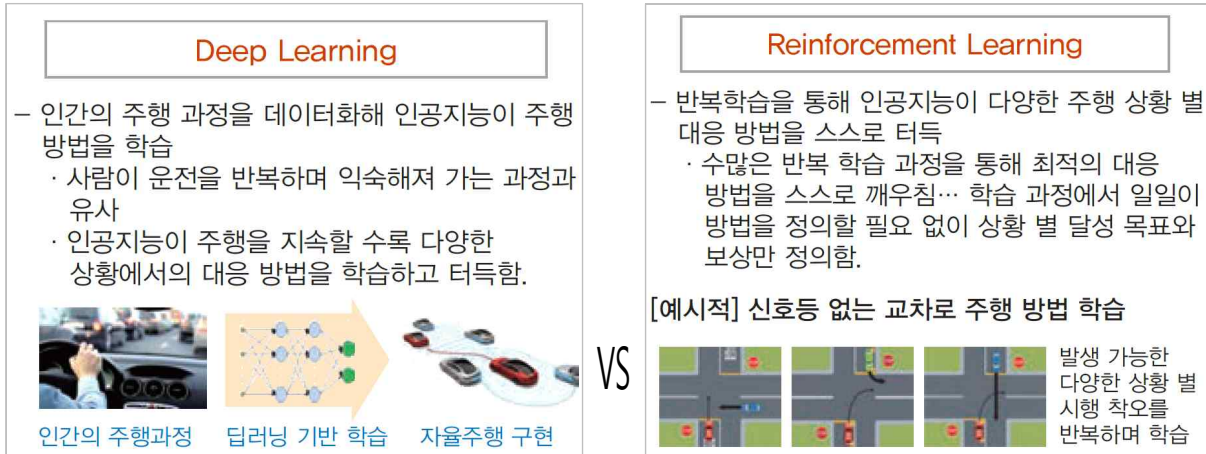 Deep Learning
– 인간의 주행 과정을 데이터화해 인공지능이 주행
방법을 학습
· 사람이 운전을 반복하며 익숙해져 가는 과정과
유사
· 인공지능이 주행을 지속할 수록 다양한
상황에서의 대응 방법을 학습하고 터득함.
인간의 주행과정
딥러닝 기반 학습
자율주행 구현
VS
Reinforcement Learning
– 반복학습을 통해 인공지능이 다양한 주행 상황 별
대응 방법을 스스로 터득
· 수많은 반복 학습 과정을 통해 최적의 대응
방법을 스스로 깨우침… 학습 과정에서 일일이
방법을 정의할 필요 없이 상황 별 달성 목표와
보상만 정의함.
[예시적] 신호등 없는 교차로 주행 방법 학습
발생 가능한
다양한 상황 별
시행 착오를
반복하며 학습